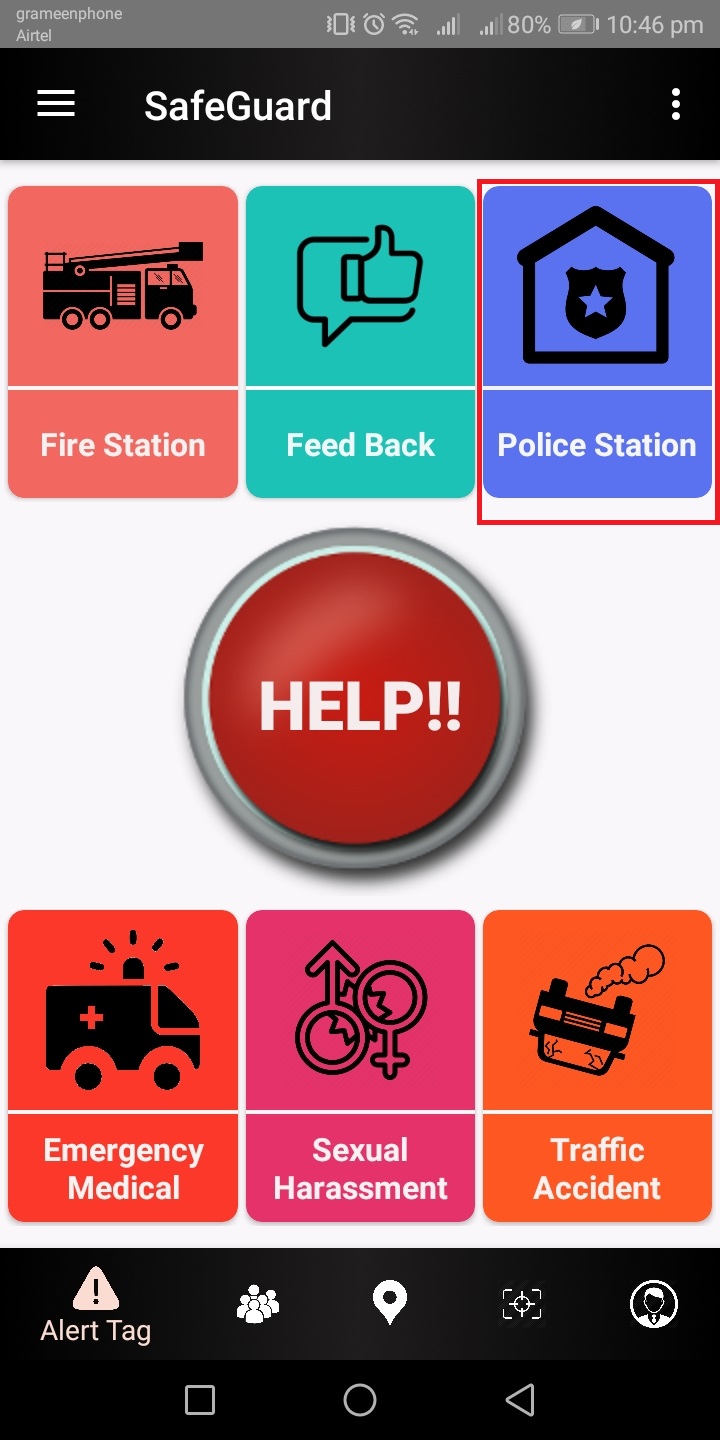 grameenphone
Airtel
80% 10:46 pm
SafeGuard
Fire Station
Feed Back
Police Station
HELP!!
Emergency
Medical
Sexual
Harassment
Traffic
Accident
Alert Tag